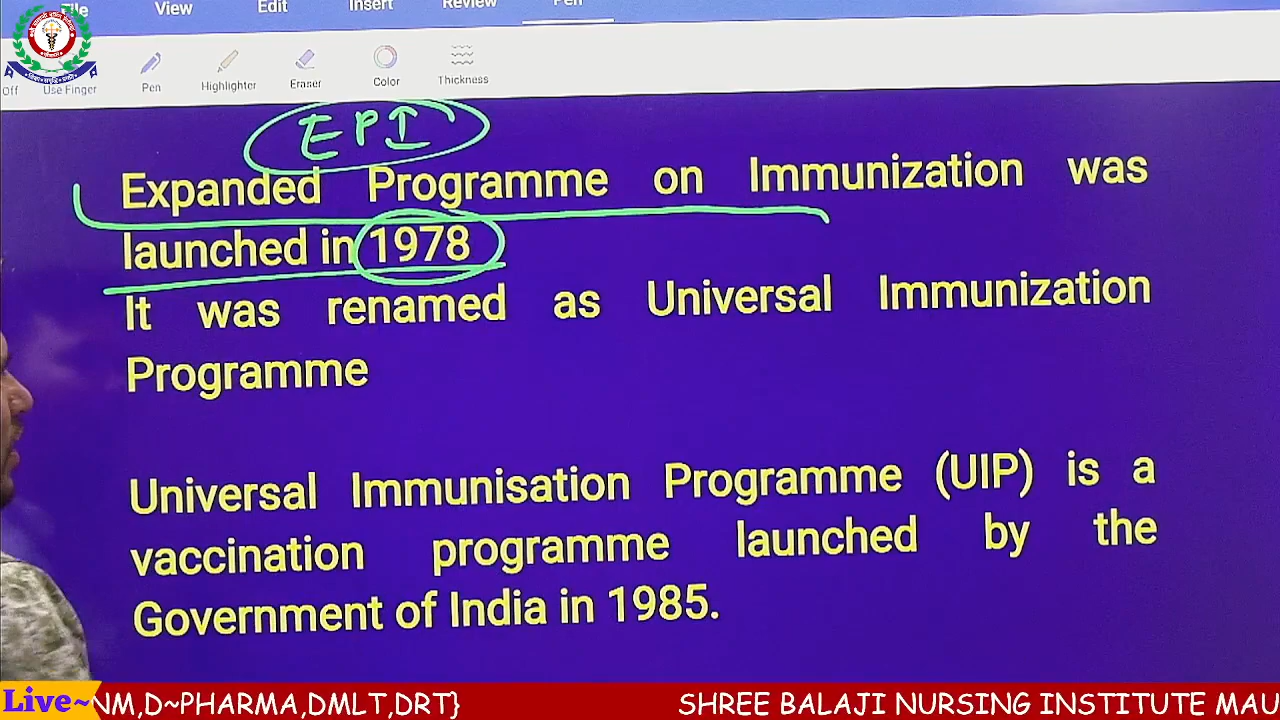 File View Edit Insert Review Pen
Off Use Finger Pen Highlighter Eraser Color Thickness
EPI
Expanded Programme on Immunization was
launched in 1978
It was renamed as Universal Immunization
Programme
Universal Immunisation Programme (UIP) is a
vaccination programme launched by the
Government of India in 1985.
Live~ NM,D~PHARMA,DMLT,DRT} SHREE BALAJI NURSING INSTITUTE MAU